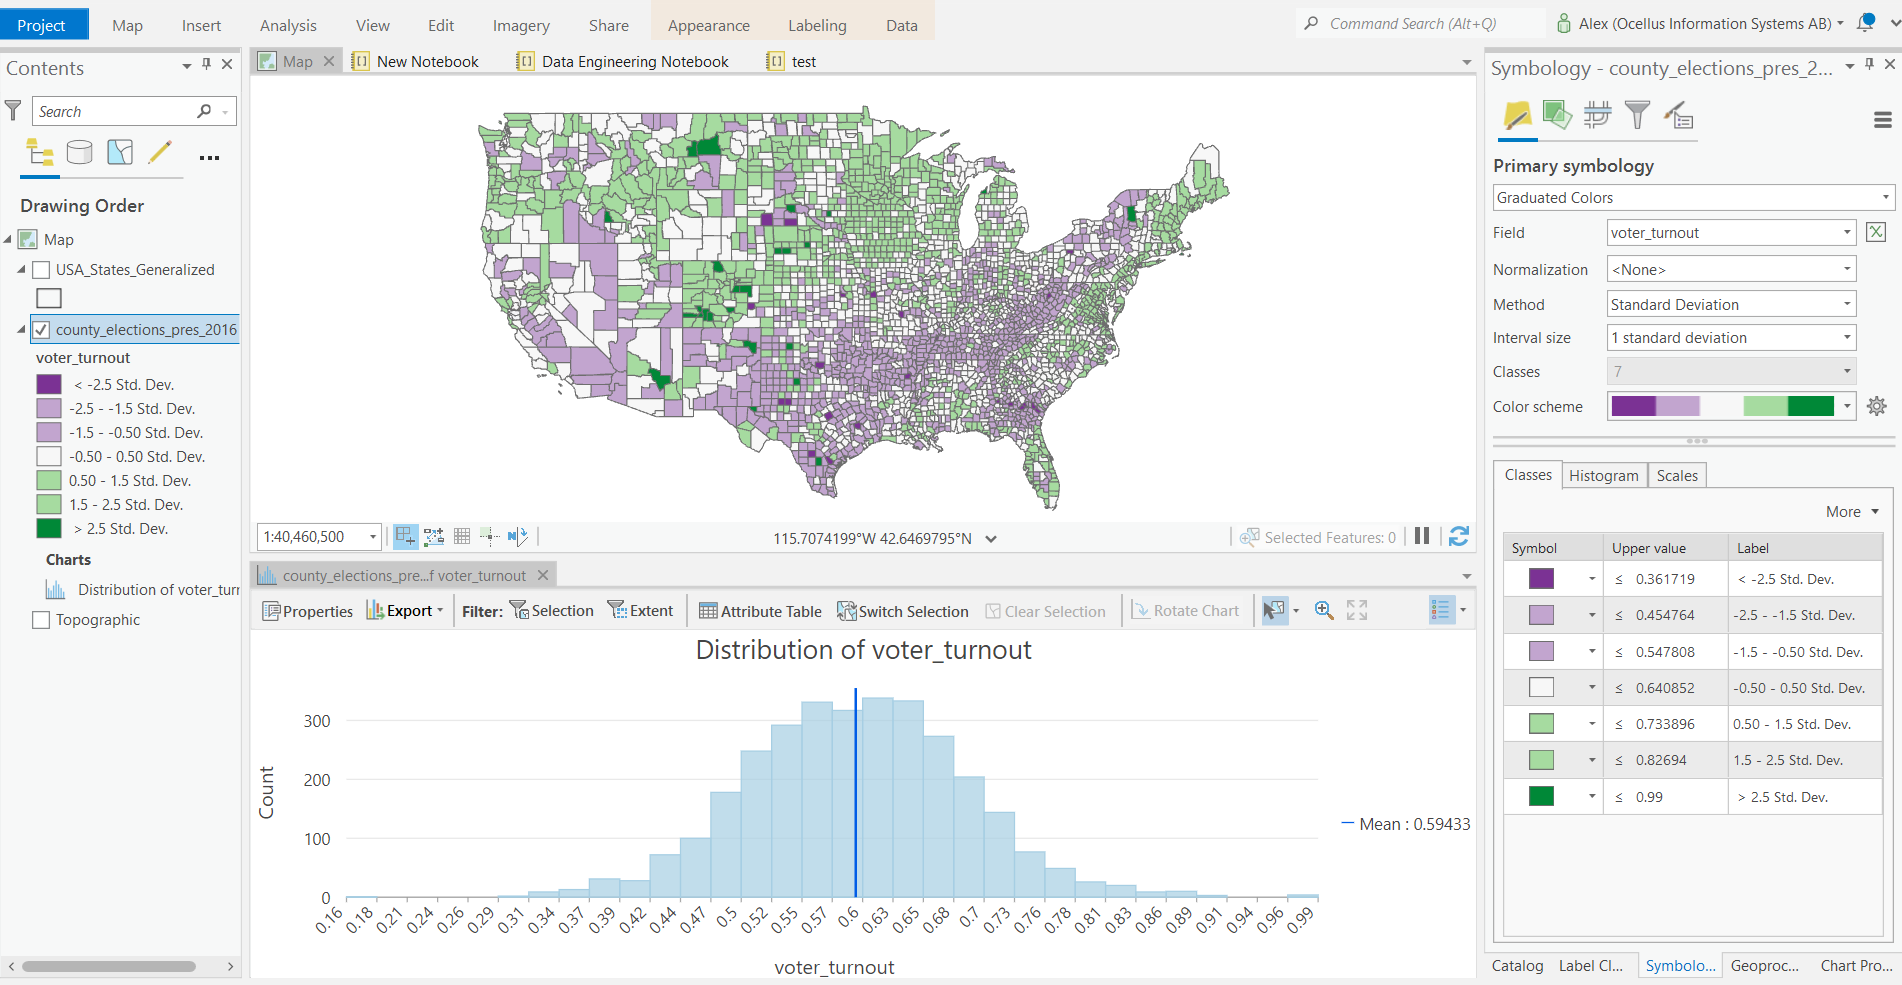 Project Map Insert Analysis View Edit Imagery Share Appearance Labeling Data Command Search (Alt+Q) Alex (Ocellus Information Systems AB)
Contents
Search
Drawing Order
Map
USA_States_Generalized
county_elections_pres_2016
voter_turnout
< -2.5 Std. Dev.
-2.5 - -1.5 Std. Dev.
-1.5 - -0.50 Std. Dev.
-0.50 - 0.50 Std. Dev.
0.50 - 1.5 Std. Dev.
1.5 - 2.5 Std. Dev.
> 2.5 Std. Dev.
Charts
Distribution of voter_turr
Topographic
Map New Notebook Data Engineering Notebook test
1:40,460,500 115.7074199°W 42.6469795°N Selected Features: 0
county_elections_pre...f voter_turnout
Properties Export Filter: Selection Extent Attribute Table Switch Selection Clear Selection Rotate Chart
Distribution of voter_turnout
Count
300
200
100
0
0.16 0.18 0.21 0.24 0.26 0.29 0.31 0.34 0.37 0.39 0.42 0.44 0.47 0.5 0.52 0.55 0.57 0.6 0.63 0.65 0.68 0.7 0.73 0.76 0.78 0.81 0.83 0.86 0.89 0.91 0.94 0.96 0.99
voter_turnout
Mean : 0.59433
Symbology - county_elections_pres_2...
Primary symbology
Graduated Colors
Field voter_turnout
Normalization <None>
Method Standard Deviation
Interval size 1 standard deviation
Classes 7
Color scheme
Classes Histogram Scales
More
Symbol Upper value Label
≤ 0.361719 < -2.5 Std. Dev.
≤ 0.454764 -2.5 - -1.5 Std. Dev.
≤ 0.547808 -1.5 - -0.50 Std. Dev.
≤ 0.640852 -0.50 - 0.50 Std. Dev.
≤ 0.733896 0.50 - 1.5 Std. Dev.
≤ 0.82694 1.5 - 2.5 Std. Dev.
≤ 0.99 > 2.5 Std. Dev.
Catalog Label Cl... Symbolo... Geoproc... Chart Pro...